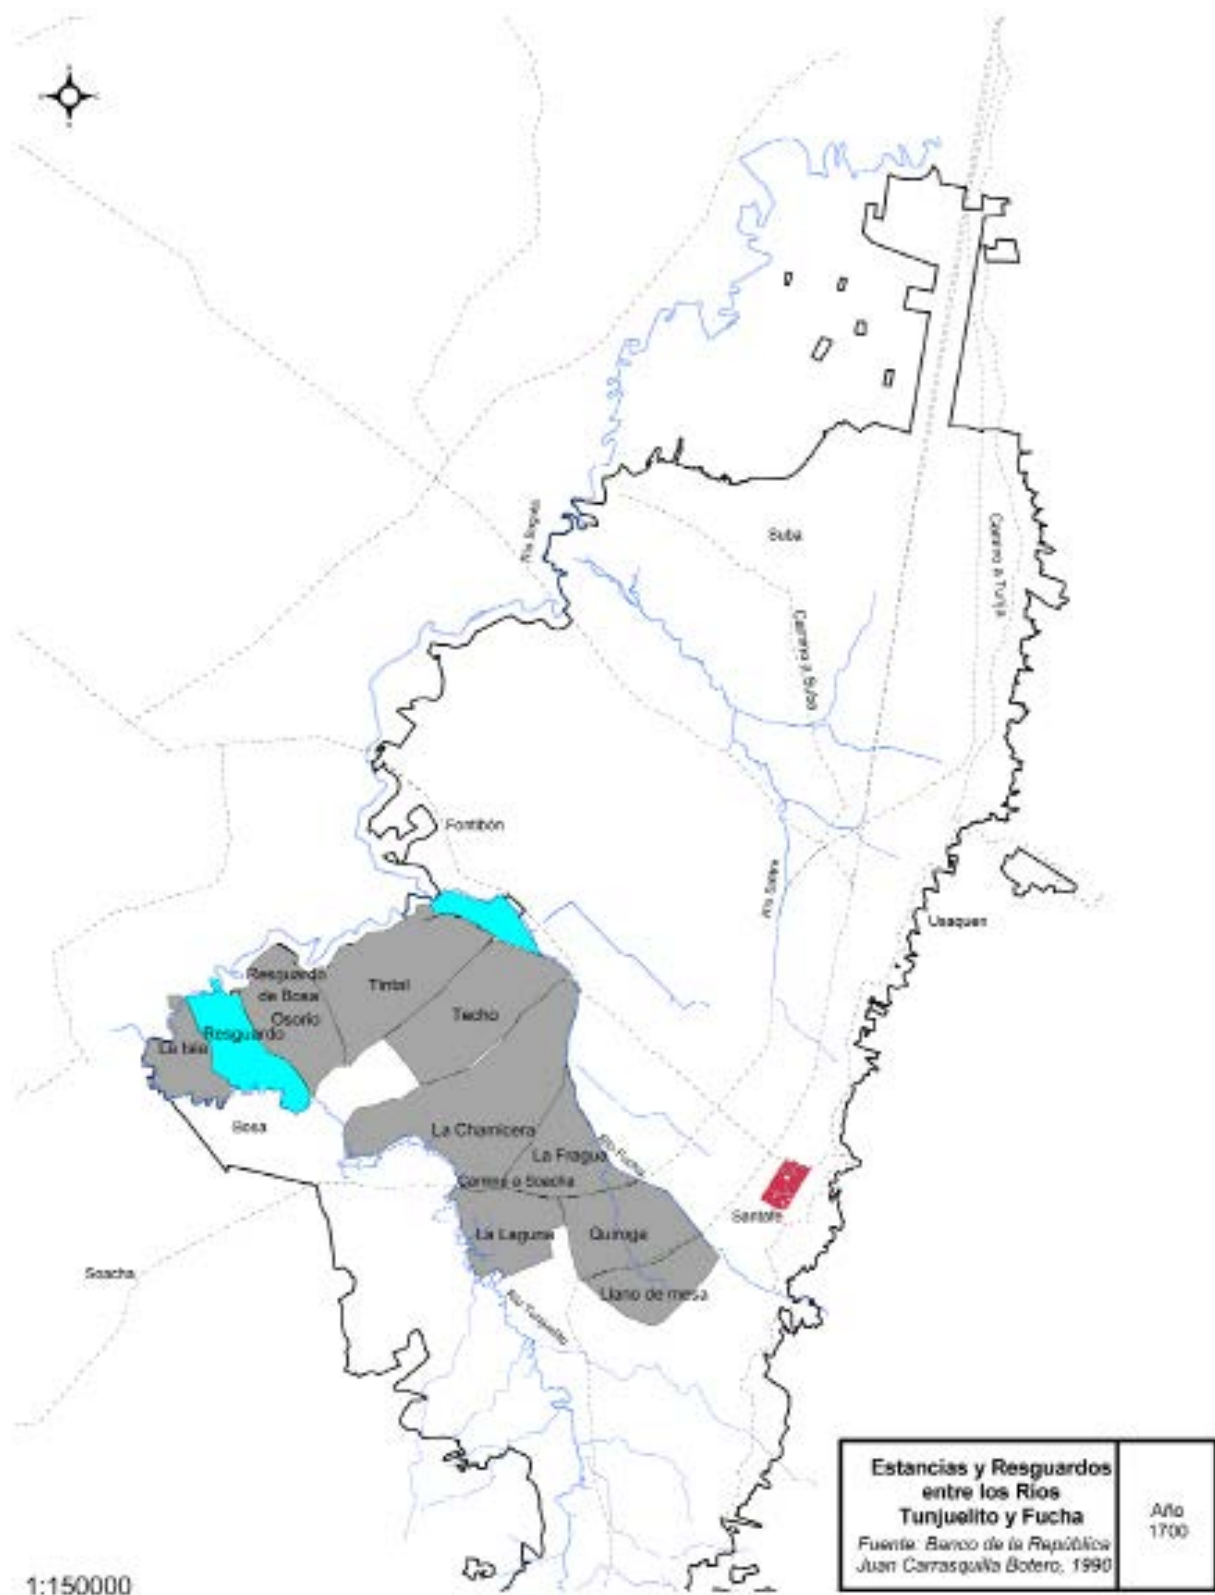 Río Bogotá
Suba
Camino a Tunja
Camino a Suba
Fontibón
Río Salitre
Usaquen
Resguardo
de Bosa
Osorio
Tintal
Techo
Resguardo
La Isla
Bosa
La Chamicera
La Fragua
Río Fucha
Camino a Soacha
Santafe
La Laguna
Quiroga
Soacha
Llano de mesa
Río Tunjuelito
Estancias y Resguardos
entre los Ríos
Tunjuelito y Fucha
Fuente: Banco de la República
Juan Carrasquilla Botero, 1990
Año
1700
1:150000